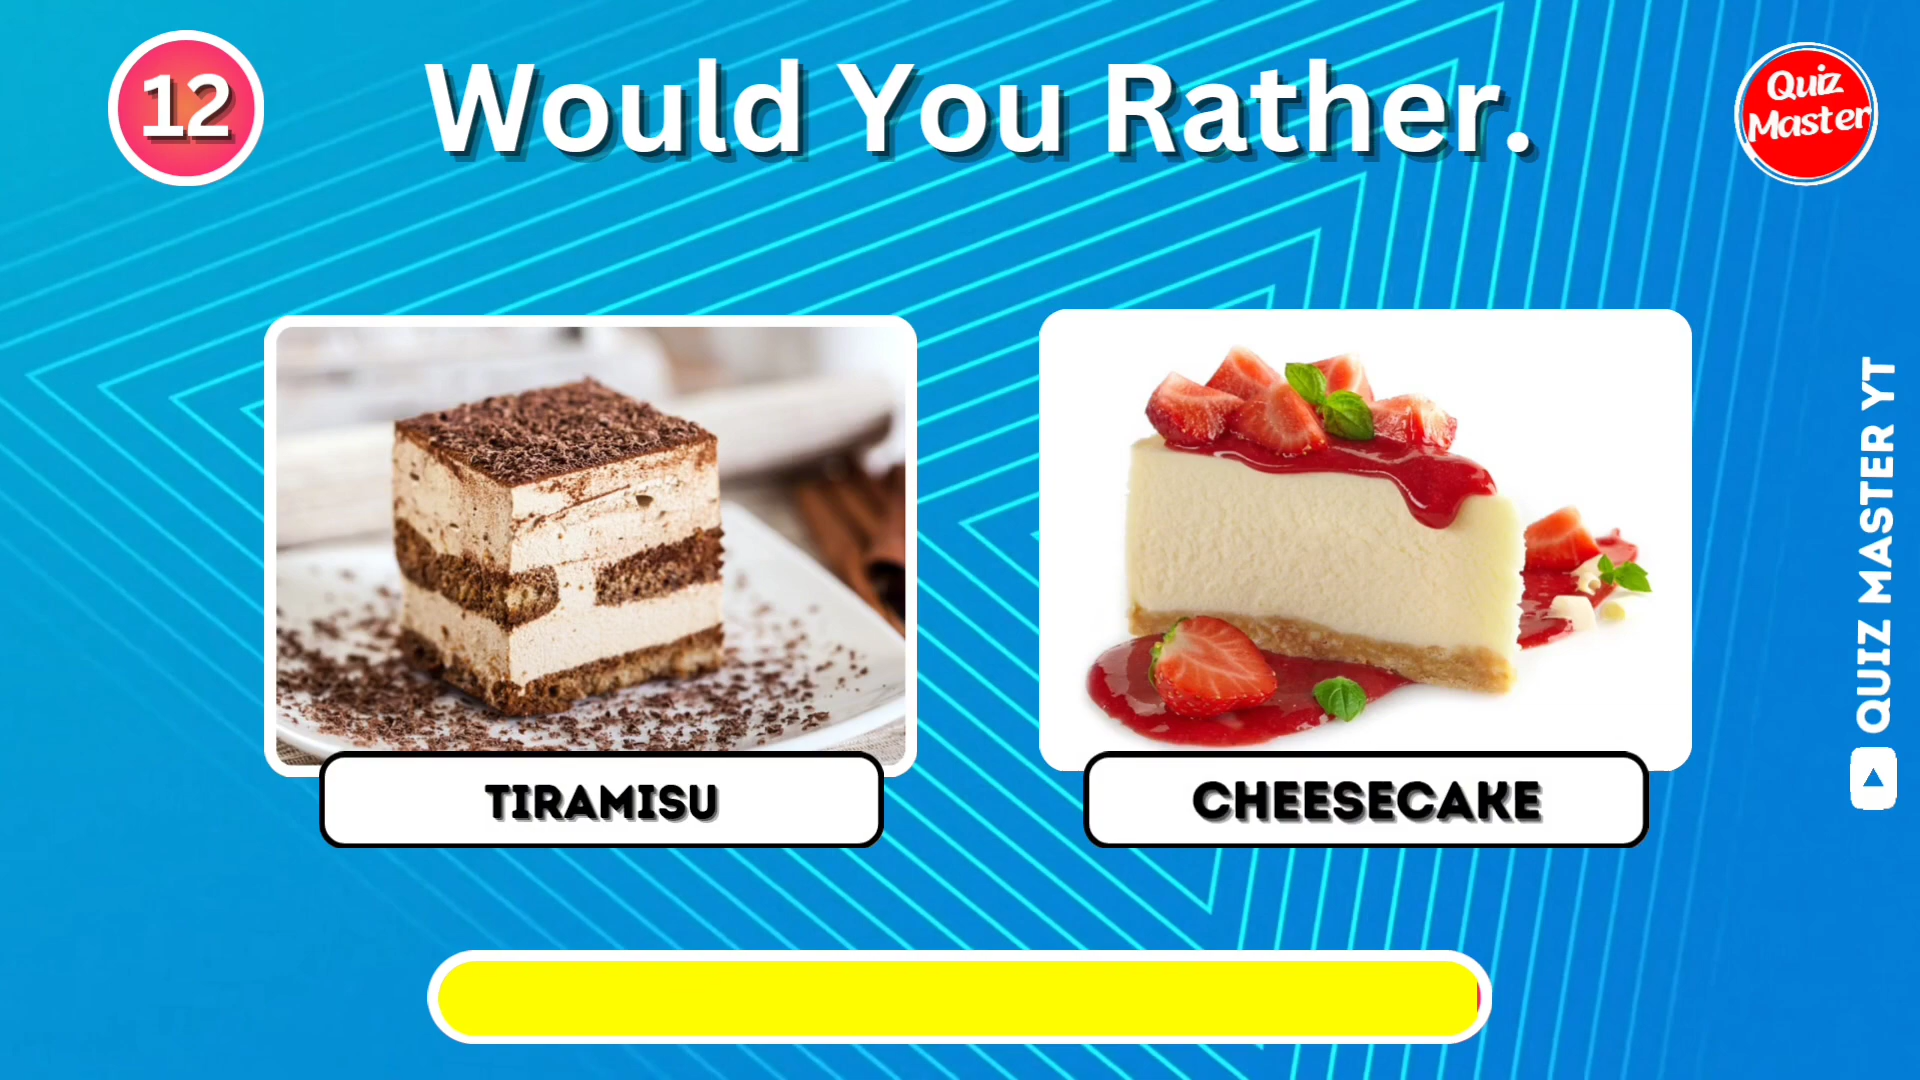 12
Would You Rather.
Quiz
Master
TIRAMISU
CHEESECAKE
QUIZ MASTER YT